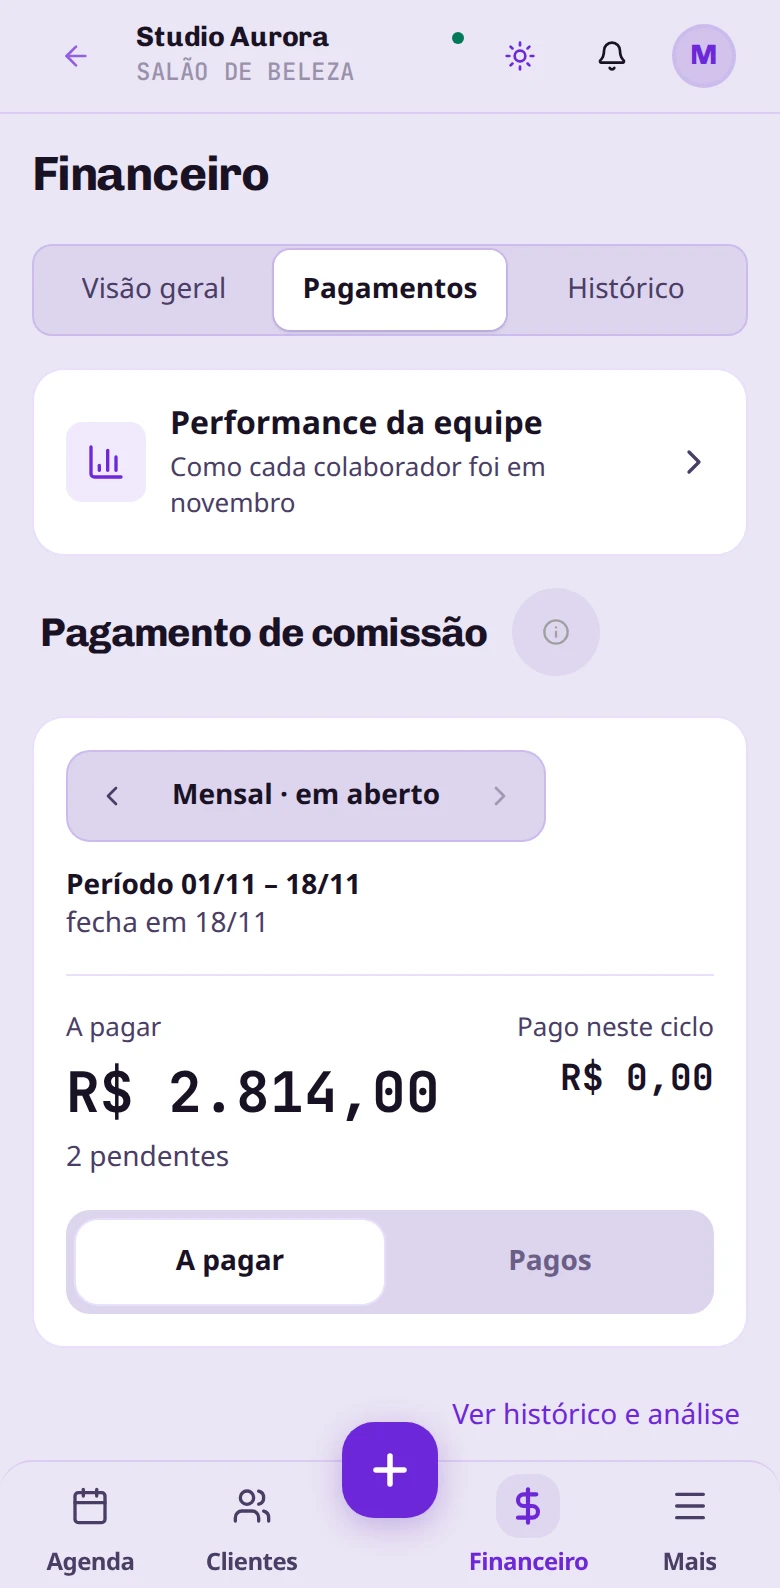 Studio Aurora
SALÃO DE BELEZA
M
Financeiro
Visão geral
Pagamentos
Histórico
Performance da equipe
Como cada colaborador foi em
novembro
Pagamento de comissão
Mensal · em aberto
Período 01/11 – 18/11
fecha em 18/11
A pagar
Pago neste ciclo
R$ 2.814,00
R$ 0,00
2 pendentes
A pagar
Pagos
Ver histórico e análise
Agenda
Clientes
Financeiro
Mais